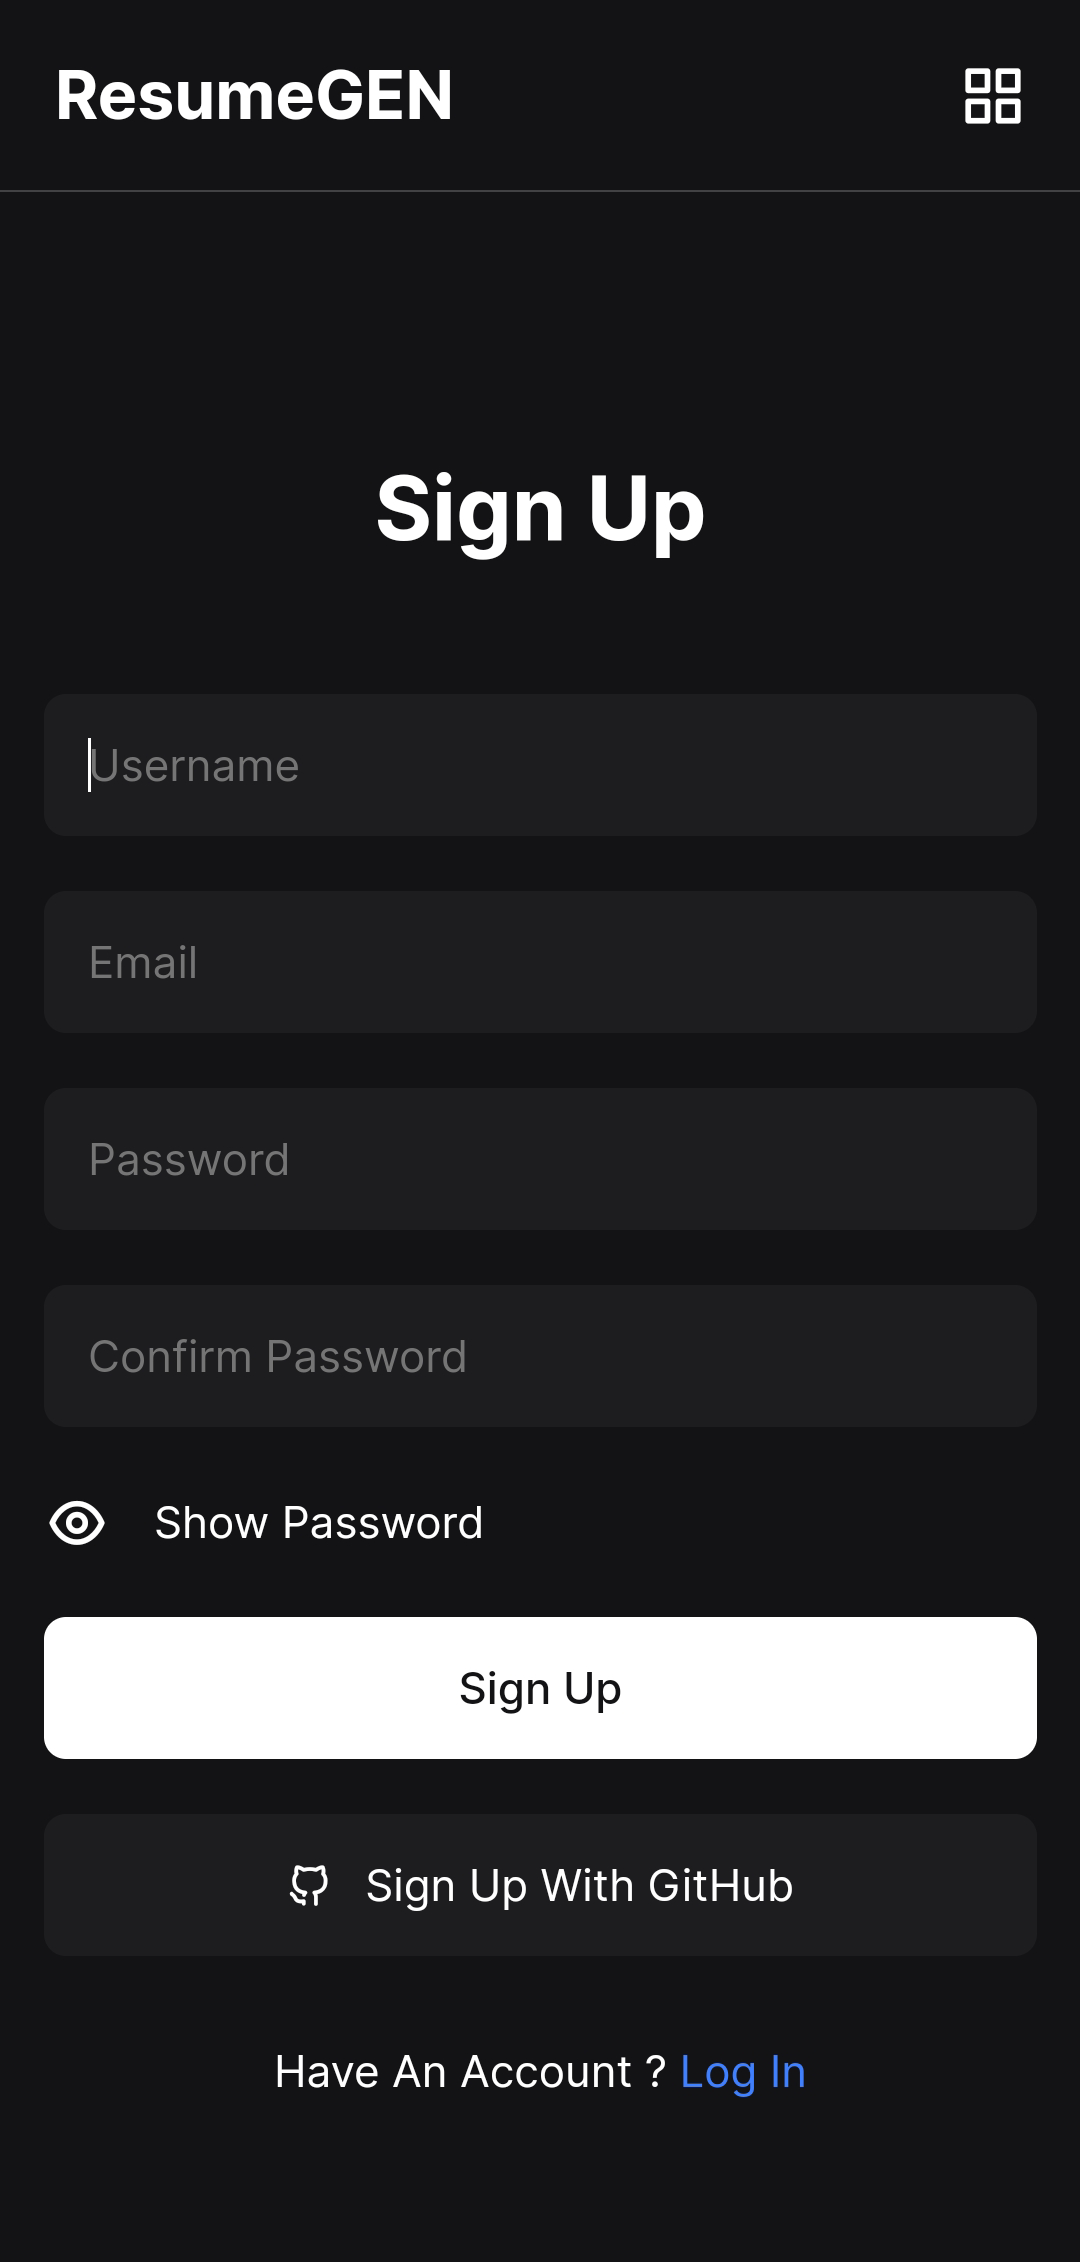 ResumeGEN
Sign Up
Username
Email
Password
Confirm Password
Show Password
Sign Up
Sign Up With GitHub
Have An Account ? Log In